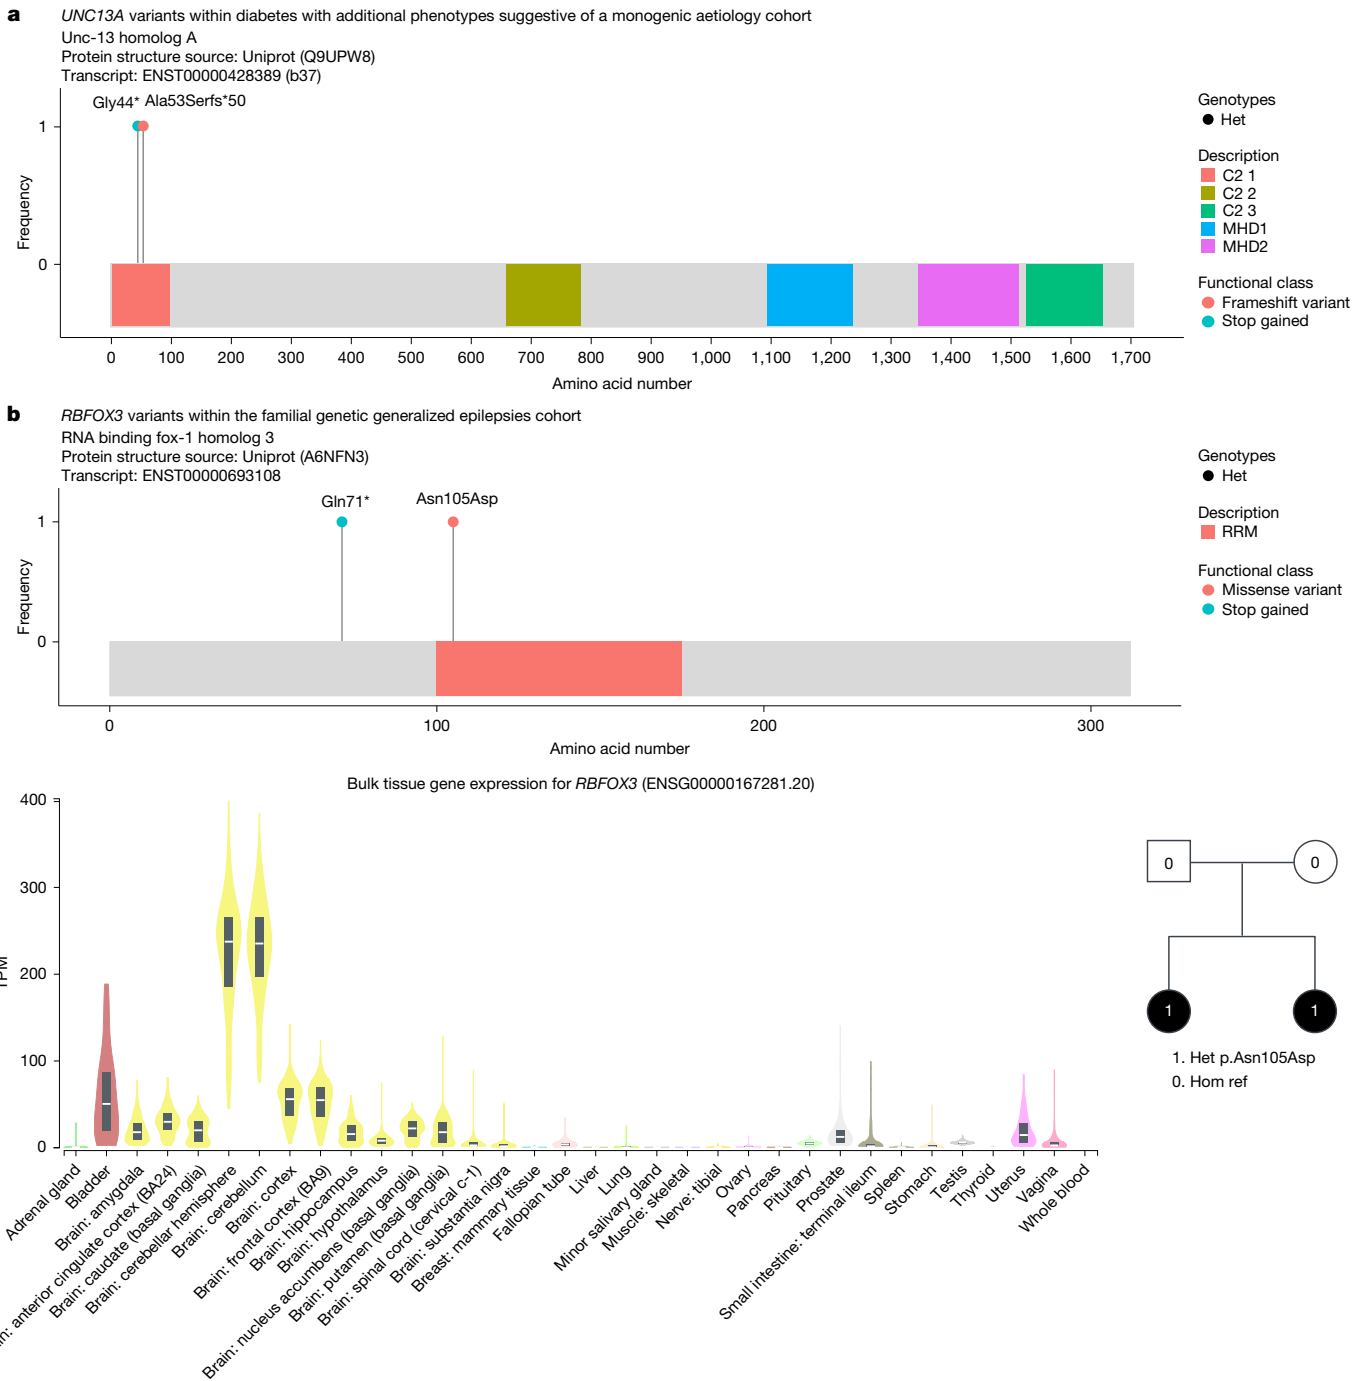 a
UNC13A variants within diabetes with additional phenotypes suggestive of a monogenic aetiology cohort
Unc-13 homolog A
Protein structure source: Uniprot (Q9UPW8)
Transcript: ENST00000428389 (b37)
Gly44* Ala53Serfs*50
1
0
Frequency
0 100 200 300 400 500 600 700 800 900 1,000 1,100 1,200 1,300 1,400 1,500 1,600 1,700
Amino acid number
Genotypes
Het
Description
C2 1
C2 2
C2 3
MHD1
MHD2
Functional class
Frameshift variant
Stop gained
b
RBFOX3 variants within the familial genetic generalized epilepsies cohort
RNA binding fox-1 homolog 3
Protein structure source: Uniprot (A6NFN3)
Transcript: ENST00000693108
Gln71* Asn105Asp
1
0
Frequency
0 100 200 300
Amino acid number
Genotypes
Het
Description
RRM
Functional class
Missense variant
Stop gained
Bulk tissue gene expression for RBFOX3 (ENSG00000167281.20)
400
300
200
100
0
TPM
Adrenal gland
Bladder
Brain: amygdala
anterior cingulate cortex (BA24)
Brain: caudate (basal ganglia)
Brain: cerebellar hemisphere
Brain: cerebellum
Brain: cortex
Brain: frontal cortex (BA9)
Brain: hippocampus
Brain: hypothalamus
Brain: nucleus accumbens (basal ganglia)
Brain: putamen (basal ganglia)
Brain: spinal cord (cervical c-1)
Brain: substantia nigra
Breast: mammary tissue
Fallopian tube
Liver
Lung
Minor salivary gland
Muscle: skeletal
Nerve: tibial
Ovary
Pancreas
Pituitary
Prostate
Small intestine: terminal ileum
Spleen
Stomach
Testis
Thyroid
Uterus
Vagina
Whole blood
0 0
1 1
1. Het p.Asn105Asp
0. Hom ref